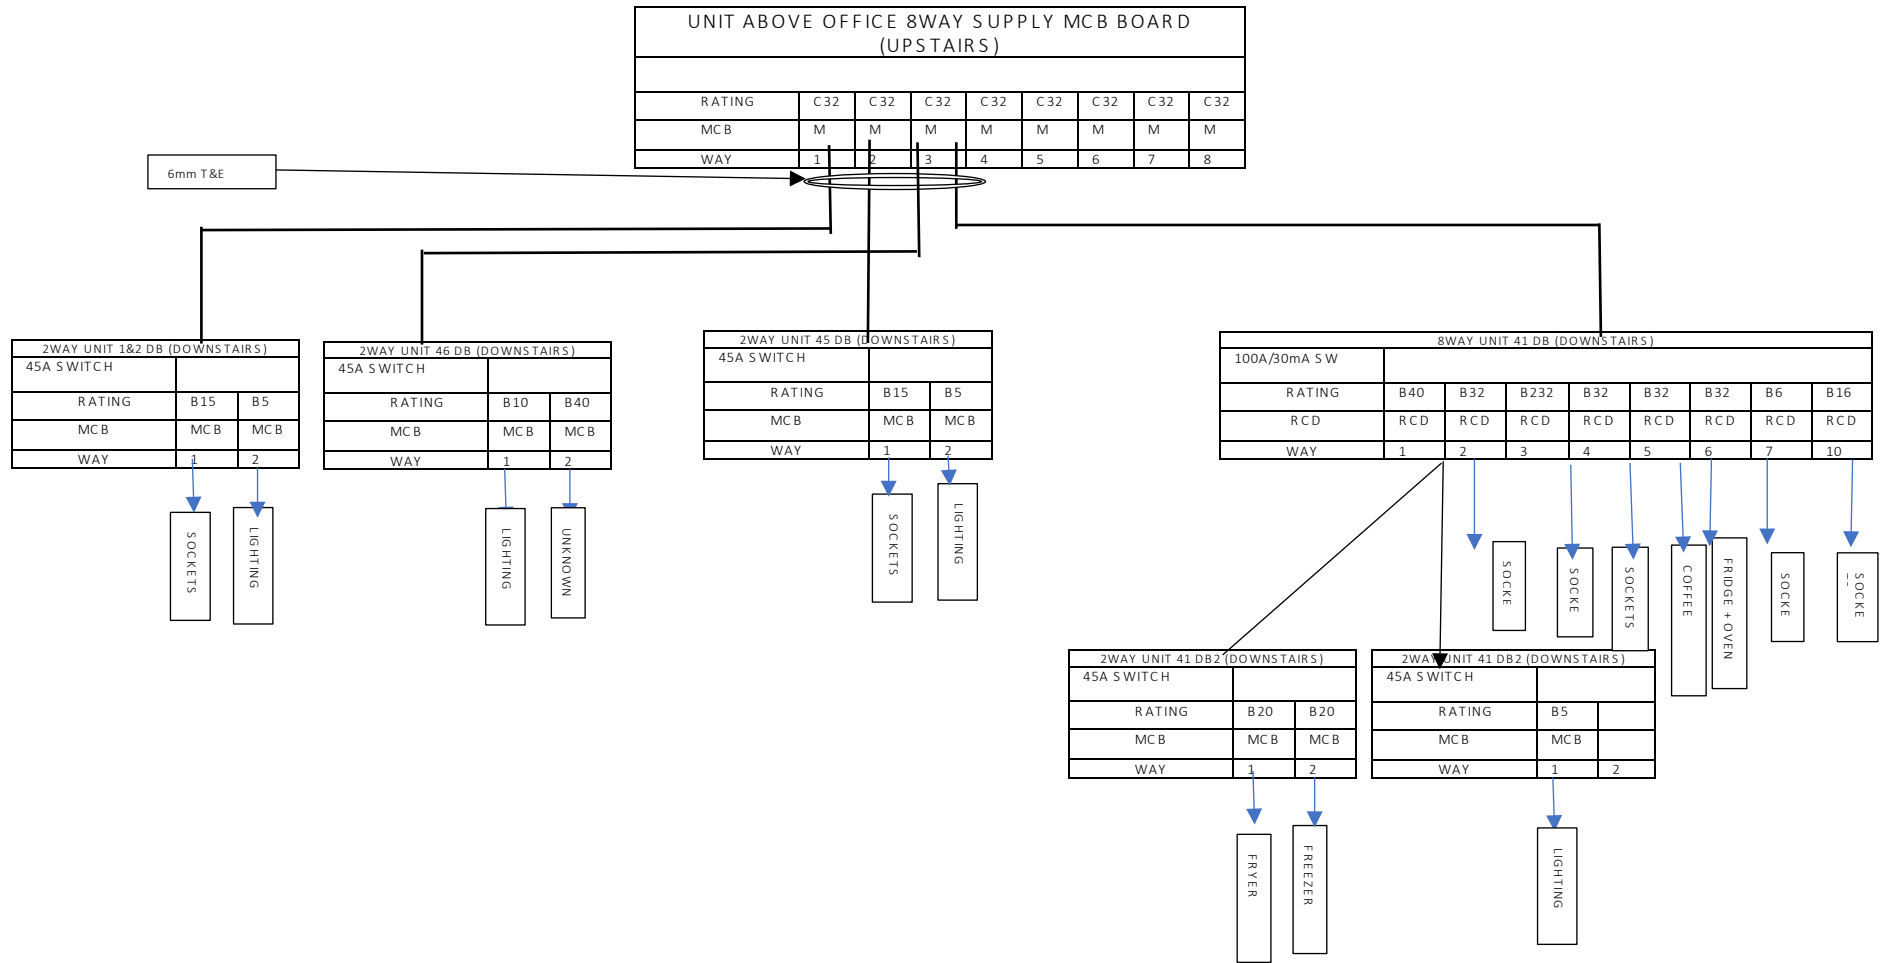 UNIT ABOVE OFFICE 8WAY SUPPLY MCB BOARD
(UPSTAIRS)
RATING C32 C32 C32 C32 C32 C32 C32 C32
MCB M M M M M M M M
WAY 1 2 3 4 5 6 7 8
6mm T&E
2WAY UNIT 1&2 DB (DOWNSTAIRS)
45A SWITCH
RATING B15 B5
MCB MCB MCB
WAY 1 2
SOCKETS
LIGHTING
2WAY UNIT 46 DB (DOWNSTAIRS)
45A SWITCH
RATING B10 B40
MCB MCB MCB
WAY 1 2
LIGHTING
UNKNOWN
2WAY UNIT 45 DB (DOWNSTAIRS)
45A SWITCH
RATING B15 B5
MCB MCB MCB
WAY 1 2
SOCKETS
LIGHTING
8WAY UNIT 41 DB (DOWNSTAIRS)
100A/30mA SW
RATING B40 B32 B232 B32 B32 B32 B6 B16
RCD RCD RCD RCD RCD RCD RCD RCD
WAY 1 2 3 4 5 6 7 10
SOCKE
SOCKE
SOCKETS
COFFEE
FRIDGE + OVEN
SOCKE
SOCKE
2WAY UNIT 41 DB2 (DOWNSTAIRS)
45A SWITCH
RATING B20 B20
MCB MCB MCB
WAY 1 2
FRYER
FREEZER
2WAY UNIT 41 DB2 (DOWNSTAIRS)
45A SWITCH
RATING B5
MCB MCB
WAY 1 2
LIGHTING